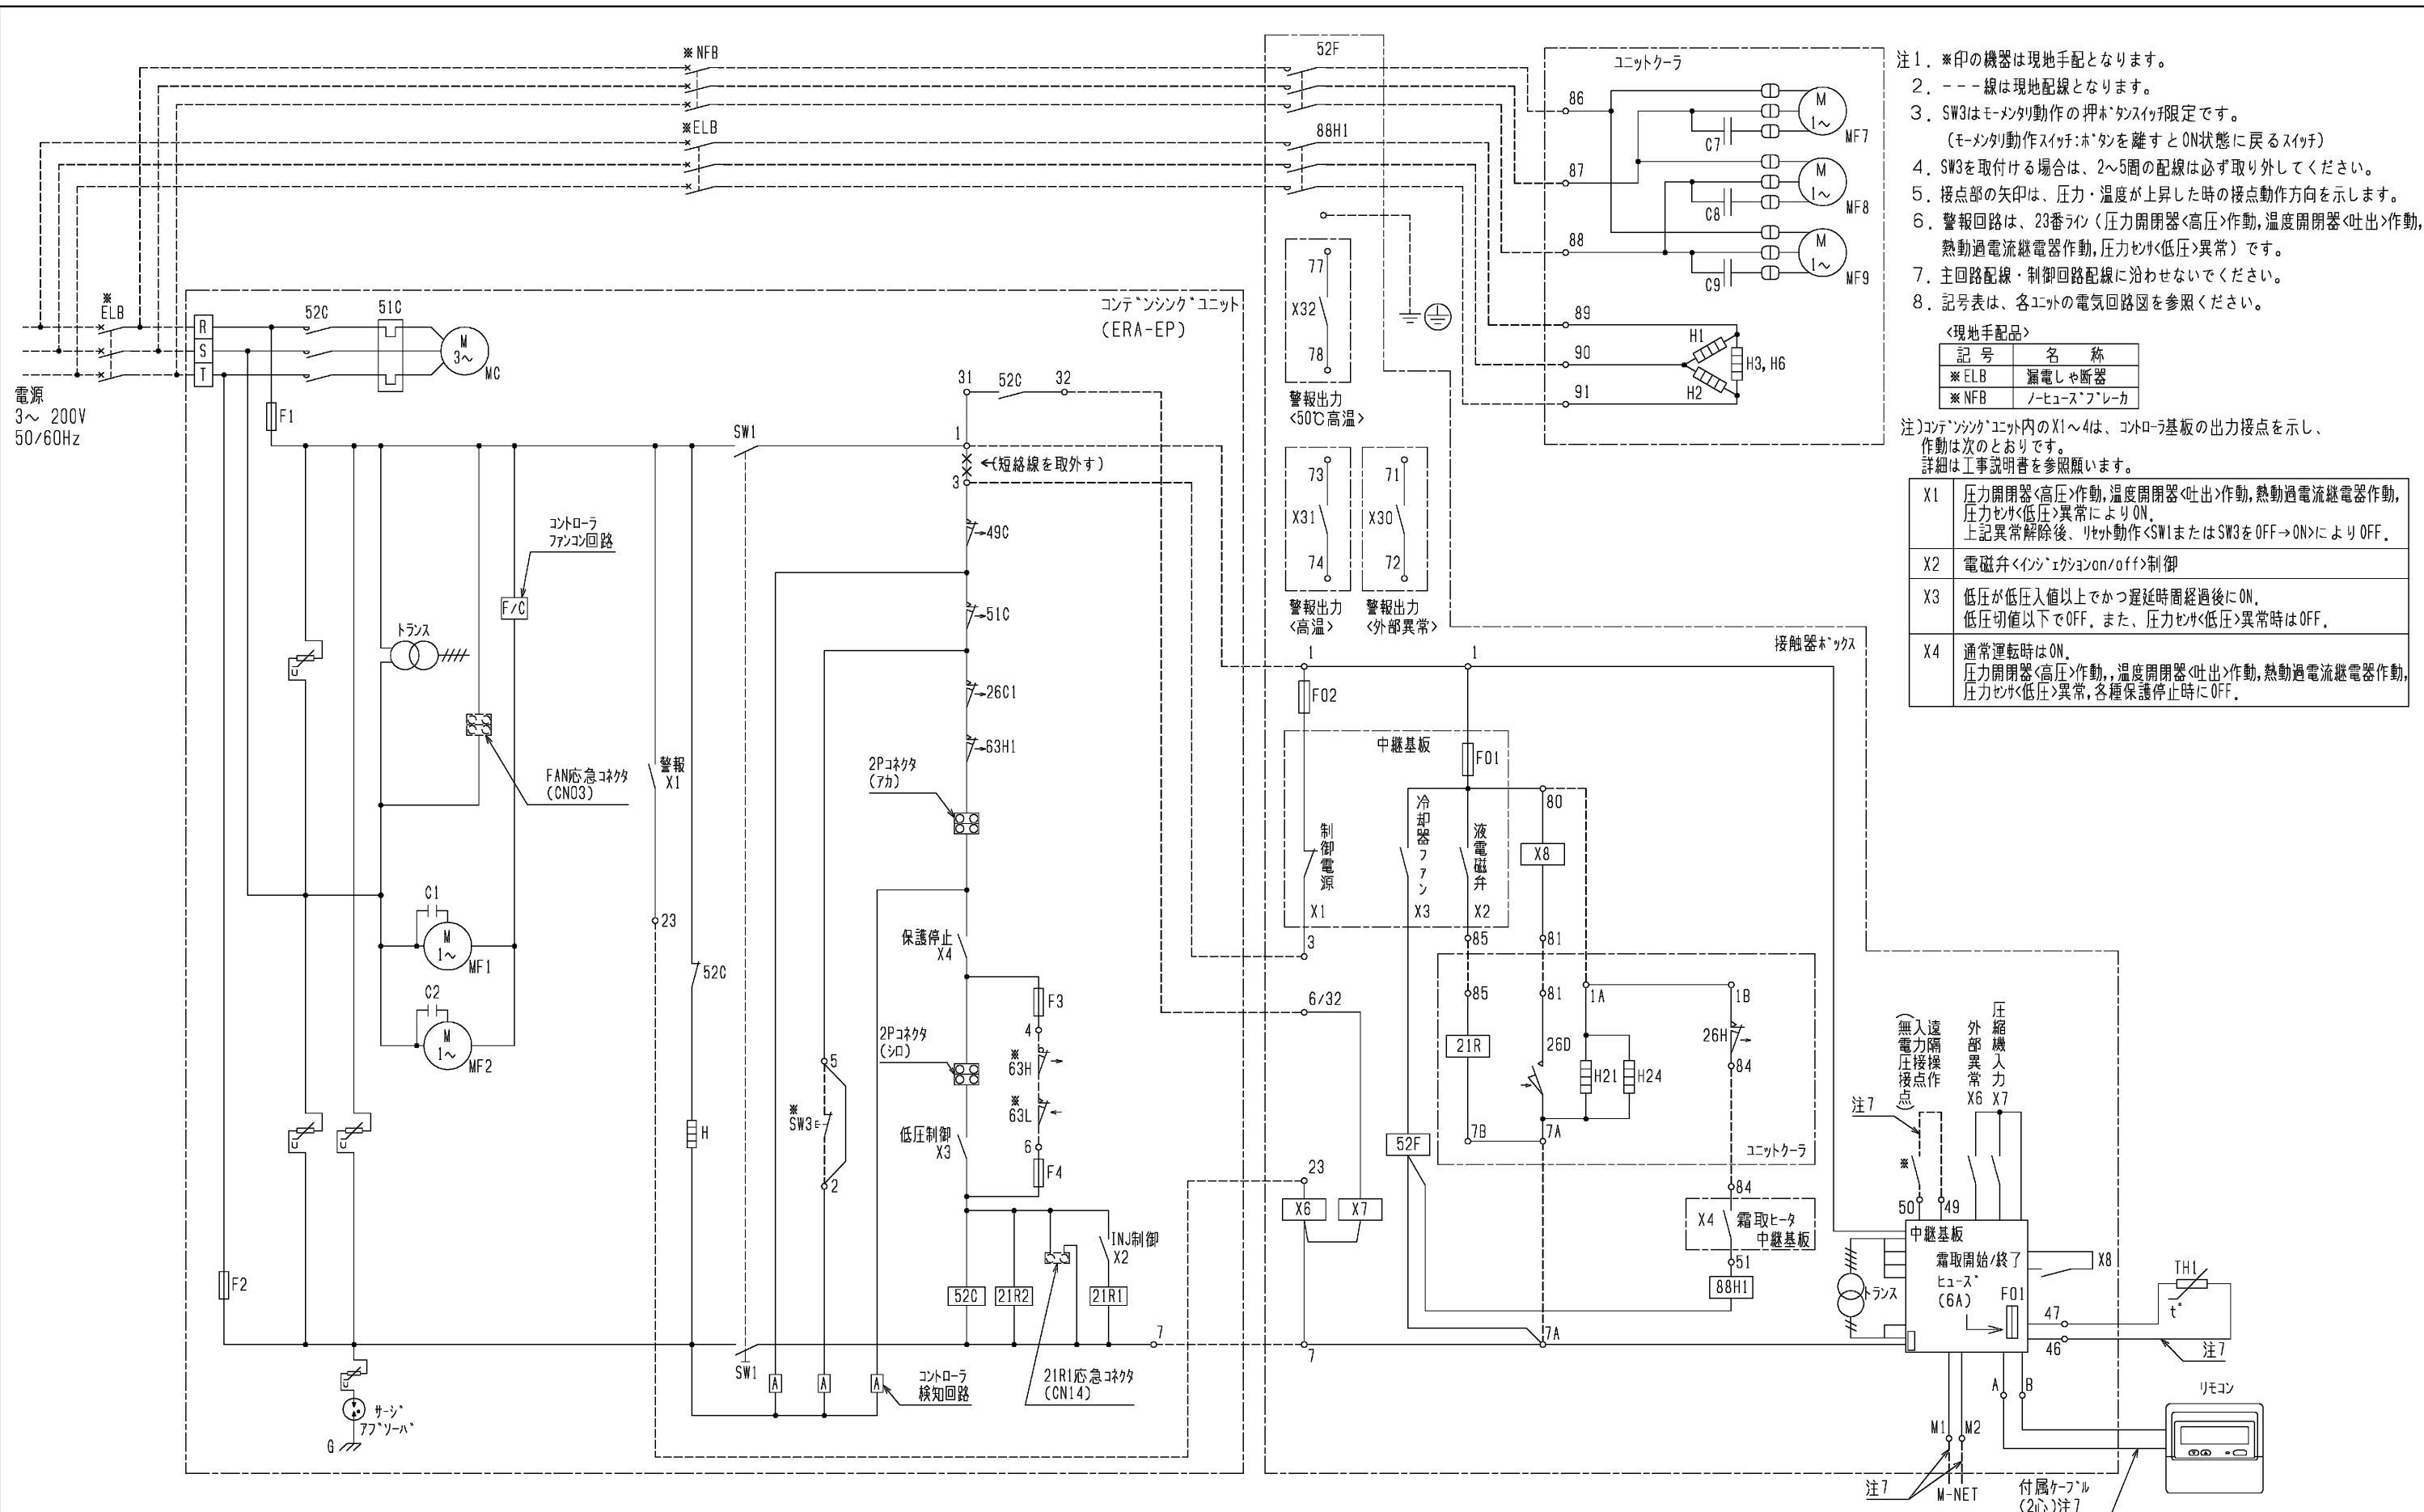 ※NFB
52F
ユニットクーラ
86
M
1～
C7
MF7
※ELB
88H1
87
M
1～
C8
MF8
88
M
1～
C9
MF9
89
H1
90
H3, H6
H2
91
77
X32
78
警報出力
<50℃高温>
73
X31
74
警報出力
<高温>
71
X30
72
警報出力
<外部異常>
接触器ボックス
注1. ※印の機器は現地手配となります。
2. --- 線は現地配線となります。
3. SW3はモーメンタリ動作の押ボタンスイッチ限定です。
(モーメンタリ動作スイッチ:ボタンを離すとON状態に戻るスイッチ)
4. SW3を取付ける場合は、2～5間の配線は必ず取り外してください。
5. 接点部の矢印は、圧力・温度が上昇した時の接点動作方向を示します。
6. 警報回路は、23番ライン（圧力開閉器<高圧>作動,温度開閉器<吐出>作動,
熱動過電流継電器作動,圧力センサ<低圧>異常）です。
7. 主回路配線・制御回路配線に沿わせないでください。
8. 記号表は、各ユニットの電気回路図を参照ください。
<現地手配品>
記 号 名 称
※ELB 漏電しゃ断器
※NFB ノーヒューズブレーカ
注)コンデンシングユニット内のX1～4は、コントローラ基板の出力接点を示し、
作動は次のとおりです。
詳細は工事説明書を参照願います。
X1 圧力開閉器<高圧>作動,温度開閉器<吐出>作動,熱動過電流継電器作動,
圧力センサ<低圧>異常によりON.
上記異常解除後、リセット動作<SW1またはSW3をOFF→ON>によりOFF.
X2 電磁弁<インジェクションon/off>制御
X3 低圧が低圧入値以上でかつ遅延時間経過後にON.
低圧切値以下でOFF. また、圧力センサ<低圧>異常時はOFF.
X4 通常運転時はON.
圧力開閉器<高圧>作動,,温度開閉器<吐出>作動,熱動過電流継電器作動,
圧力センサ<低圧>異常,各種保護停止時にOFF.
電源
3～ 200V
50/60Hz
※
ELB
R
S
T
52C
51C
M
3～
MC
コンデンシングユニット
(ERA-EP)
F1
SW1
31
52C
32
1
←(短絡線を取外す)
3
49C
51C
26C1
63H1
コントローラ
ファンコン回路
F/C
トランス
U
FAN応急コネクタ
(CN03)
警報
X1
23
2Pコネクタ
(アカ)
C1
M
1～
MF1
C2
M
1～
MF2
52C
H
保護停止
X4
2Pコネクタ
(シロ)
F3
4
※
63H
※
63L
6
F4
低圧制御
X3
5
※
SW3
2
U
U
F2
INJ制御
X2
52C
21R2
21R1
7
SW1
A
A
A
コントローラ
検知回路
21R1応急コネクタ
(CN14)
U
サージ
アブソーバ
G
1
1
F02
中継基板
F01
制御電源
X1
冷却器ファン
X3
液電磁弁
X2
80
X8
3
85
81
6/32
85
81
1A
1B
21R
26D
26H
84
H21
H24
7B
7A
ユニットクーラ
52F
23
X6
X7
84
X4
霜取ヒータ
中継基板
51
88H1
7
7A
遠隔操作
入力接点
(無電圧接点)
外部異常
X6
圧縮機入力
X7
注7
※
50
49
中継基板
霜取開始/終了
ヒューズ
(6A)
F01
X8
トランス
TH1
t°
47
46
注7
A
B
リモコン
M1
M2
注7
M-NET
付属ケーブル
(2心)注7